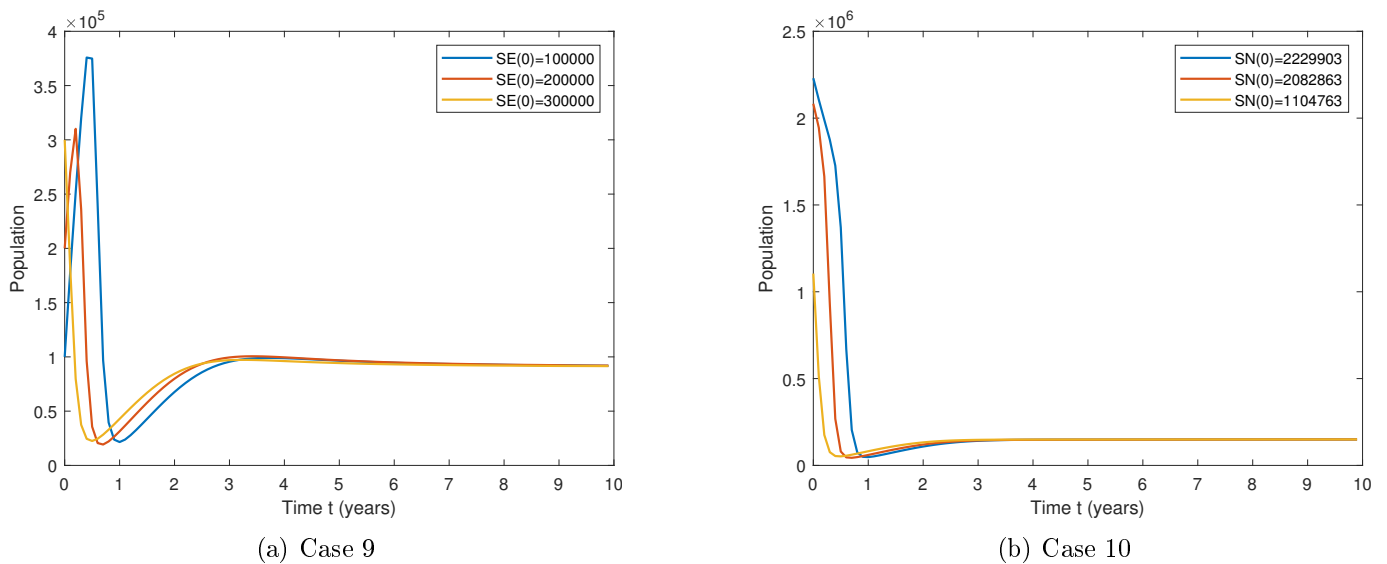 ×10^5
4
3.5
3
2.5
2
1.5
1
0.5
0
Population
0 1 2 3 4 5 6 7 8 9 10
Time t (years)
SE(0)=100000
SE(0)=200000
SE(0)=300000
(a) Case 9
×10^6
2.5
2
1.5
1
0.5
0
Population
0 1 2 3 4 5 6 7 8 9 10
Time t (years)
SN(0)=2229903
SN(0)=2082863
SN(0)=1104763
(b) Case 10